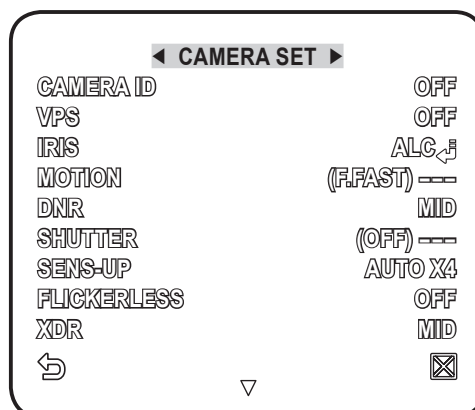 ◀ CAMERA SET ▶
CAMERA ID OFF
VPS OFF
IRIS ALC
MOTION (F.FAST) ---
DNR MID
SHUTTER (OFF) ---
SENS-UP AUTO X4
FLICKERLESS OFF
XDR MID